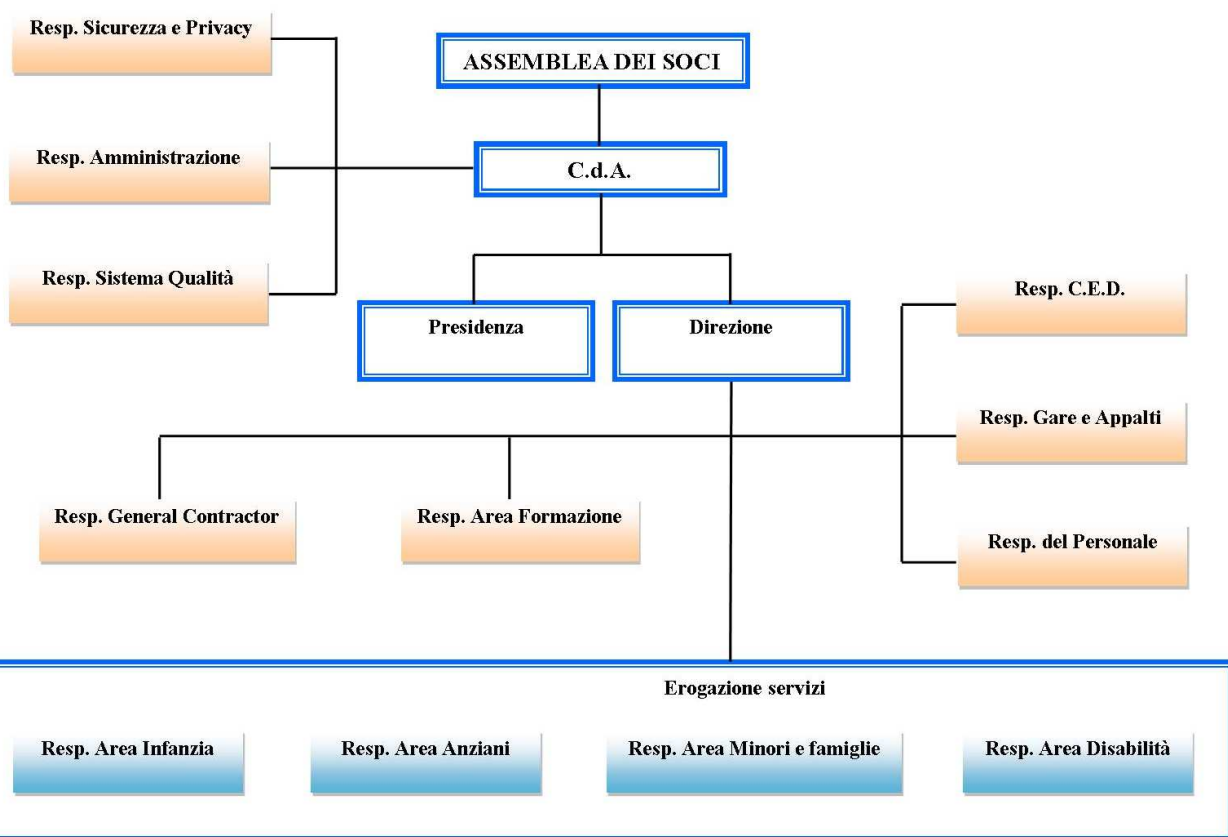 Resp. Sicurezza e Privacy
ASSEMBLEA DEI SOCI
Resp. Amministrazione
C.d.A.
Resp. Sistema Qualità
Presidenza
Direzione
Resp. C.E.D.
Resp. Gare e Appalti
Resp. General Contractor
Resp. Area Formazione
Resp. del Personale
Erogazione servizi
Resp. Area Infanzia
Resp. Area Anziani
Resp. Area Minori e famiglie
Resp. Area Disabilità